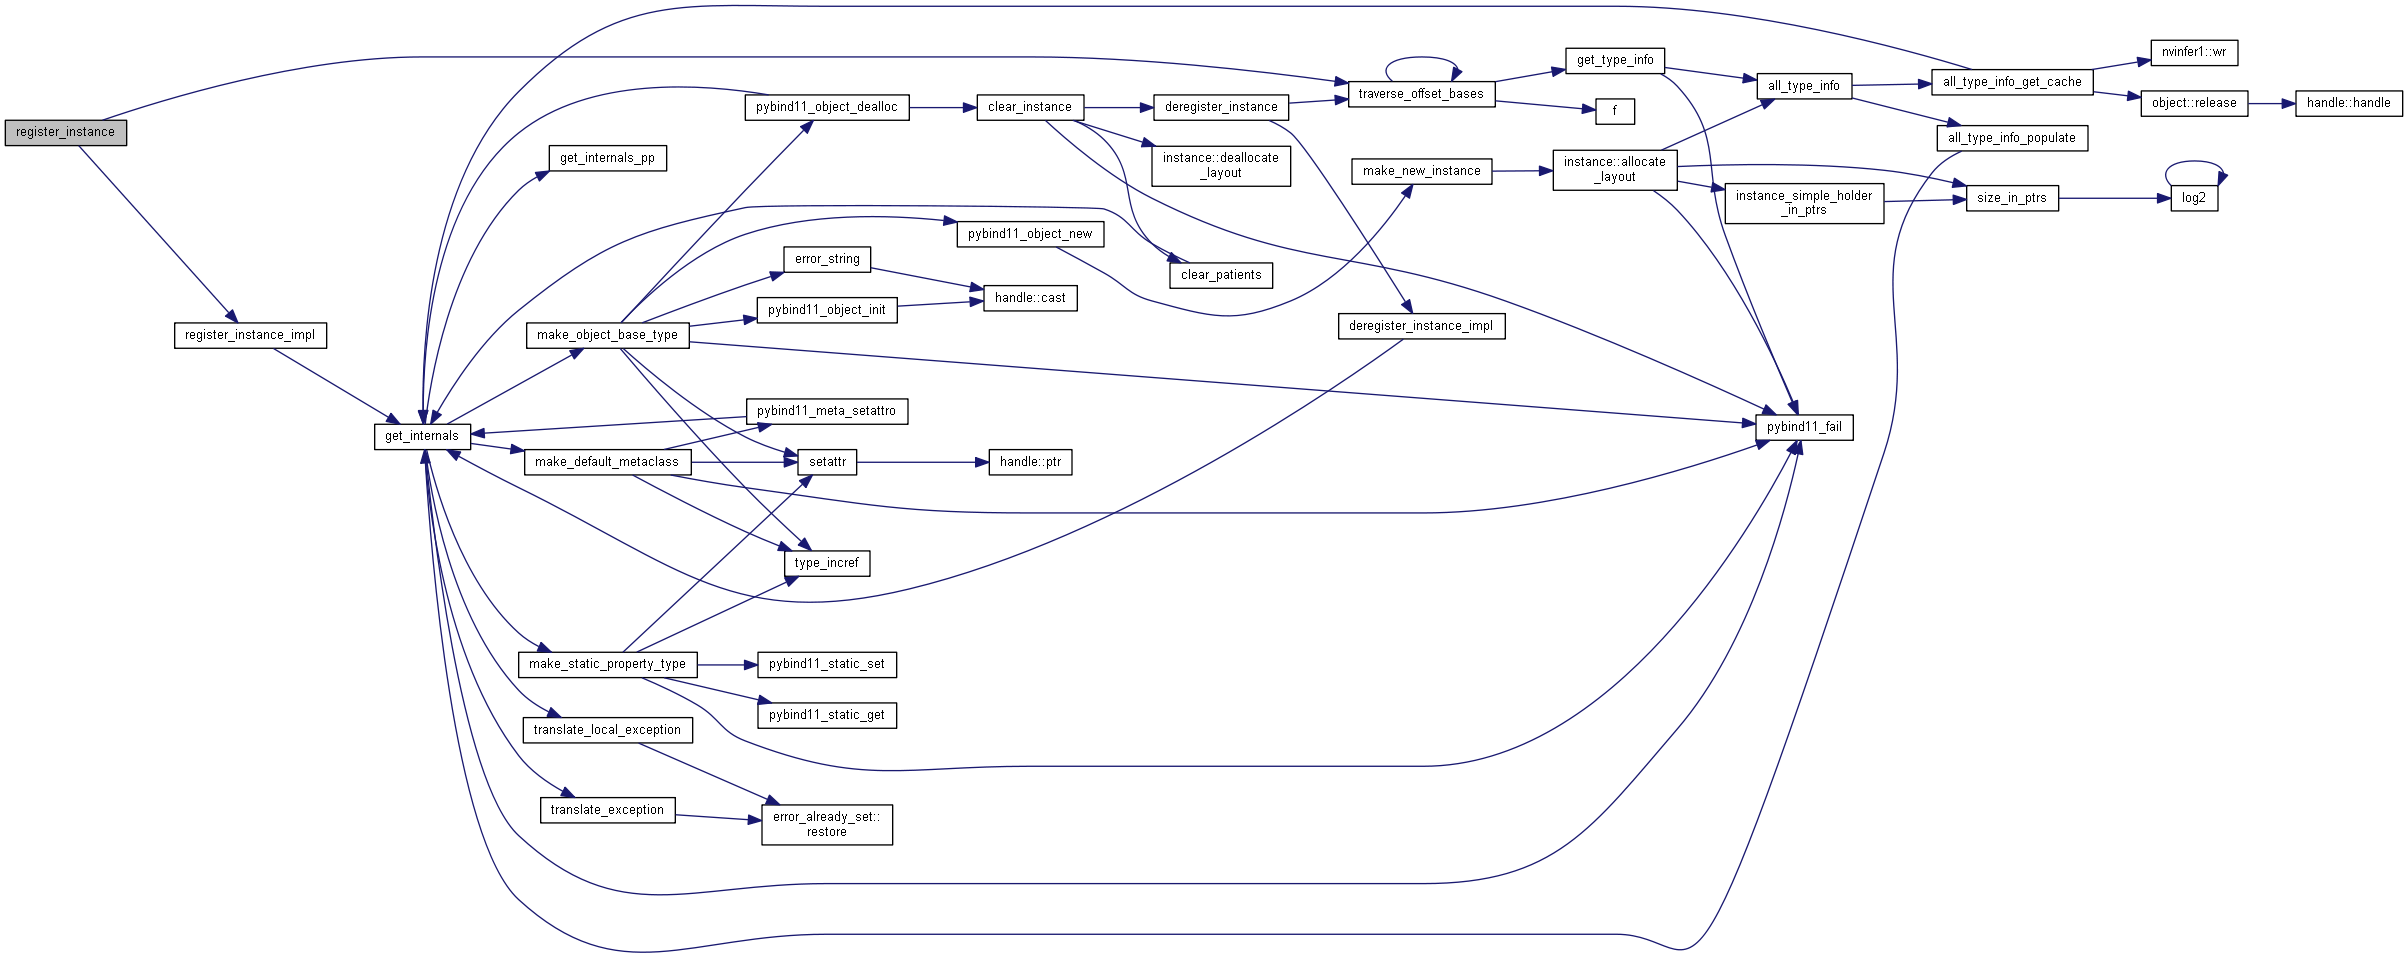 register_instance
register_instance_impl
get_internals
get_internals_pp
make_object_base_type
make_default_metaclass
make_static_property_type
translate_local_exception
translate_exception
pybind11_object_dealloc
error_string
pybind11_object_init
pybind11_meta_setattro
setattr
type_incref
pybind11_static_set
pybind11_static_get
error_already_set::
restore
clear_instance
pybind11_object_new
handle::cast
handle::ptr
deregister_instance
instance::deallocate
_layout
clear_patients
traverse_offset_bases
make_new_instance
deregister_instance_impl
get_type_info
f
instance::allocate
_layout
all_type_info
instance_simple_holder
_in_ptrs
pybind11_fail
all_type_info_get_cache
all_type_info_populate
size_in_ptrs
nvinfer1::wr
object::release
log2
handle::handle